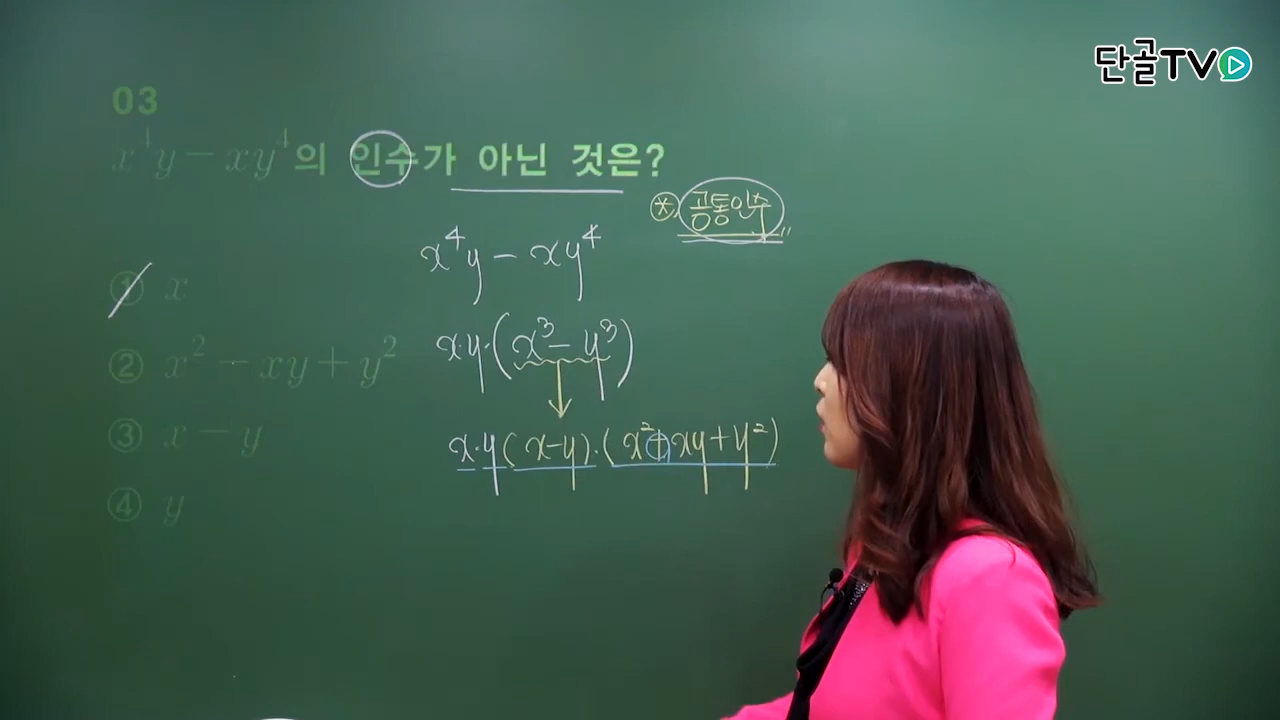 단골TV
03
x⁴y − xy⁴의 인수가 아닌 것은?
※ 공통인수
x⁴y − xy⁴
① x
x·y·(x³ − y³)
② x² − xy + y²
x·y(x−y)·(x²+xy+y²)
③ x − y
④ y